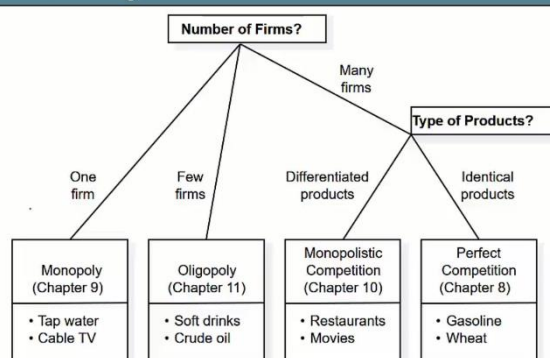 Number of Firms?
Many
firms
Type of Products?
One
firm
Few
firms
Differentiated
products
Identical
products
Monopoly
(Chapter 9)
• Tap water
• Cable TV
Oligopoly
(Chapter 11)
• Soft drinks
• Crude oil
Monopolistic
Competition
(Chapter 10)
• Restaurants
• Movies
Perfect
Competition
(Chapter 8)
• Gasoline
• Wheat